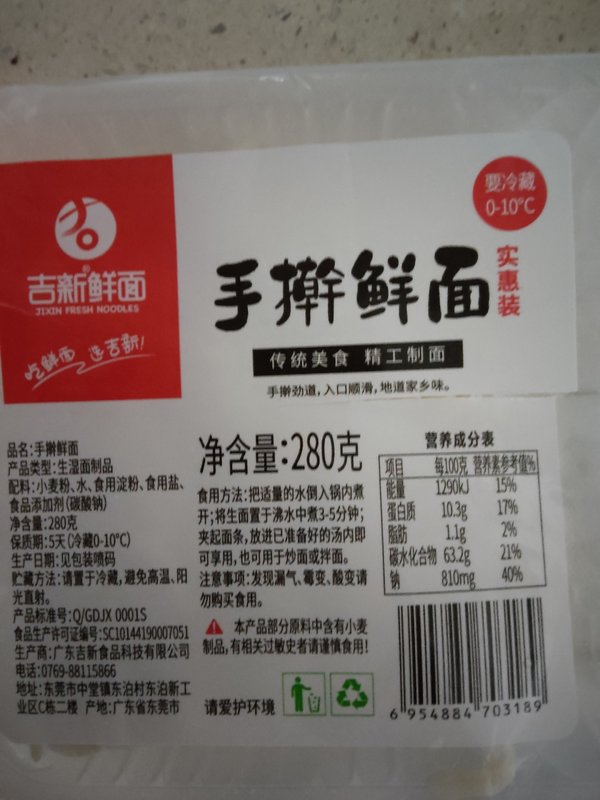 要冷藏
0-10°C
吉新鲜面
JIXIN FRESH NOODLES
吃鲜面 选吉新!
手擀鲜面
实惠装
传统美食 精工制面
手擀劲道,入口顺滑,地道家乡味。
品名:手擀鲜面
产品类型:生湿面制品
配料:小麦粉、水、食用淀粉、食用盐、
食品添加剂(碳酸钠)
净含量:280克
保质期:5天(冷藏0-10°C)
生产日期:见包装喷码
贮藏方法:请置于冷藏,避免高温、阳
光直射。
产品标准号:Q/GDJX 0001S
食品生产许可证编号:SC10144190007051
生产商:广东吉新食品科技有限公司
电话:0769-88115866
地址:东莞市中堂镇东泊村东泊新工
业区C栋二楼 产地:广东省东莞市
净含量:280克
食用方法:把适量的水倒入锅内煮
开;将生面置于沸水中煮3-5分钟;
夹起面条,放进已准备好的汤内即
可享用,也可用于炒面或拌面。
注意事项:发现漏气、霉变、酸变请
勿购买食用。
本产品部分原料中含有小麦
制品,有相关过敏史者请谨慎食用!
请爱护环境
营养成分表
项目 每100克 营养素参考值%
能量 1290kJ 15%
蛋白质 10.3g 17%
脂肪 1.1g 2%
碳水化合物 63.2g 21%
钠 810mg 40%
6 954884 703189